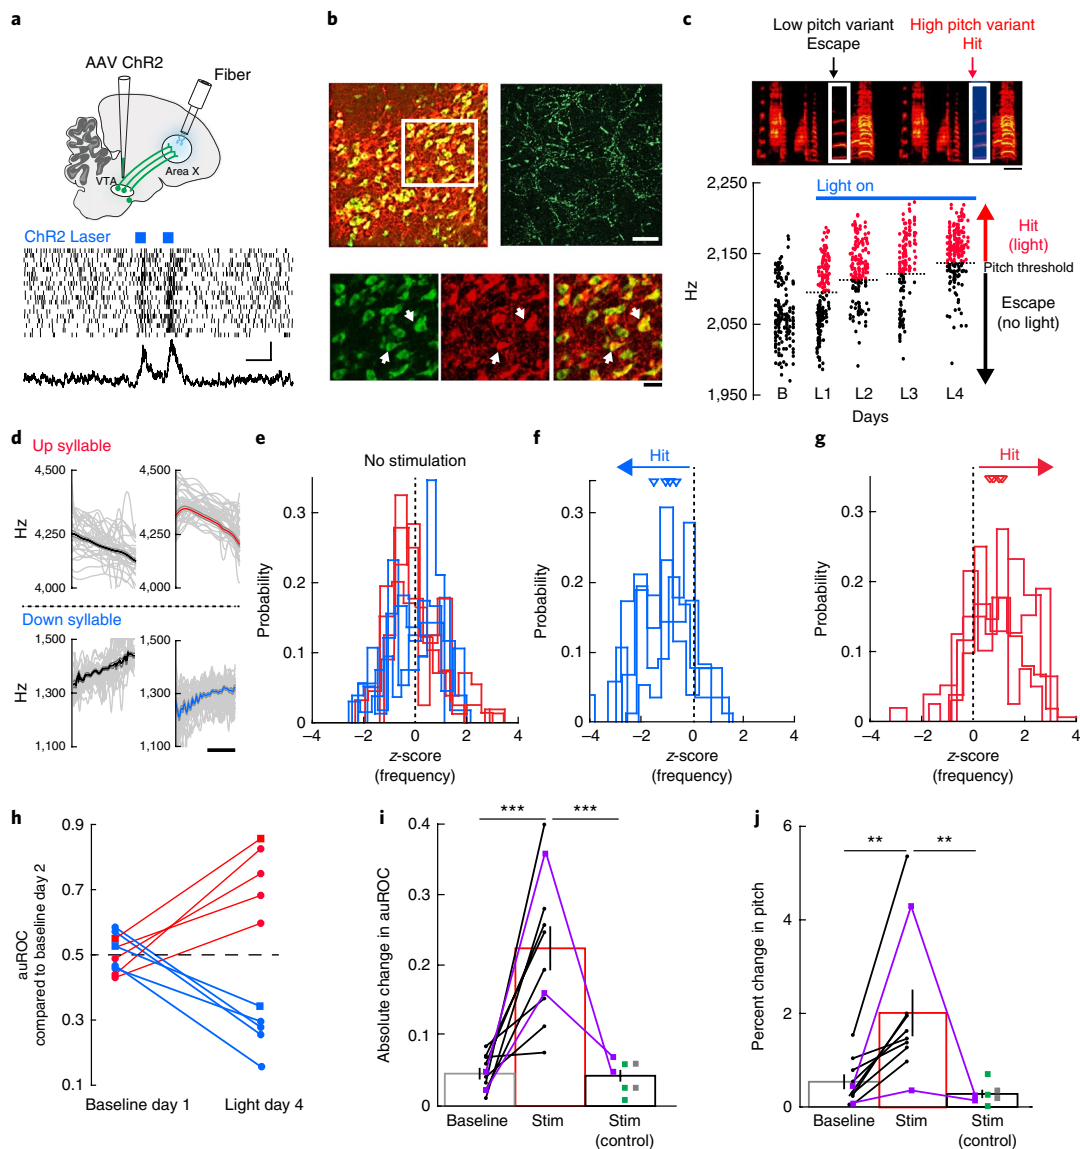 a
AAV ChR2
Fiber
VTA
Area X
ChR2 Laser
b
c
Low pitch variant
Escape
High pitch variant
Hit
2,250
2,150
2,050
1,950
Hz
Light on
Hit
(light)
Pitch threshold
Escape
(no light)
B
L1
L2
L3
L4
Days
d
Up syllable
4,500
4,250
4,000
Hz
4,500
4,250
4,000
Down syllable
1,500
1,300
1,100
Hz
1,500
1,300
1,100
e
No stimulation
0.3
0.2
0.1
0
Probability
−4
−2
0
2
4
z-score
(frequency)
f
Hit
0.3
0.2
0.1
0
Probability
−4
−2
0
2
4
z-score
(frequency)
g
Hit
0.3
0.2
0.1
0
Probability
−4
−2
0
2
4
z-score
(frequency)
h
0.9
0.7
0.5
0.3
0.1
auROC
compared to baseline day 2
Baseline day 1
Light day 4
i
***
***
0.4
0.3
0.2
0.1
0
Absolute change in auROC
Baseline
Stim
Stim
(control)
j
**
**
6
4
2
0
Percent change in pitch
Baseline
Stim
Stim
(control)